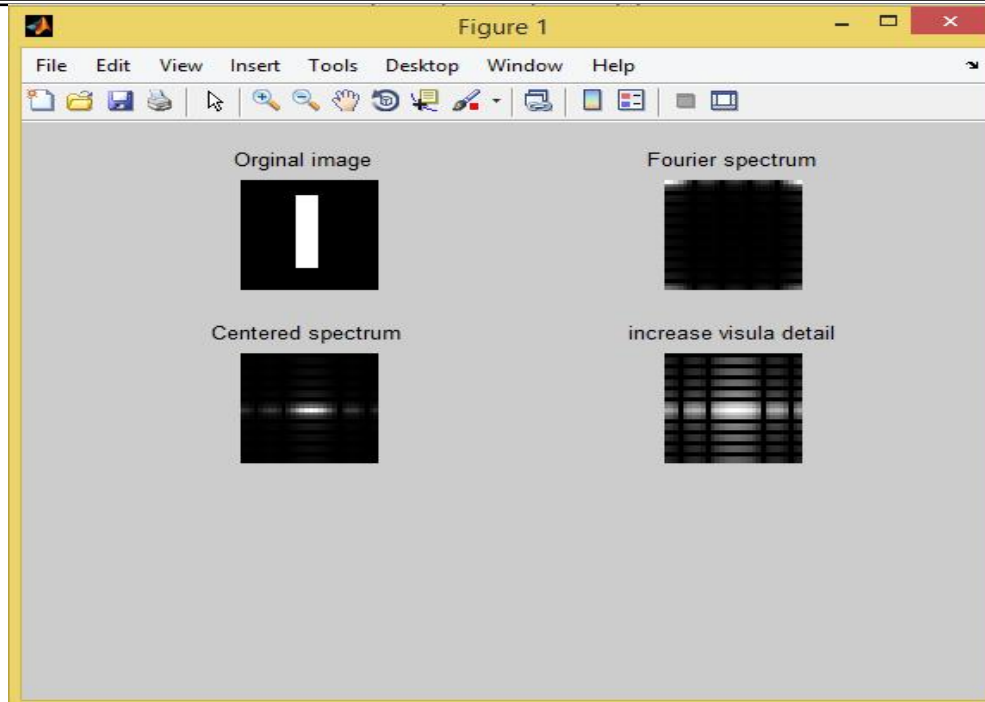 Figure 1
File Edit View Insert Tools Desktop Window Help
Orginal image
Fourier spectrum
Centered spectrum
increase visula detail